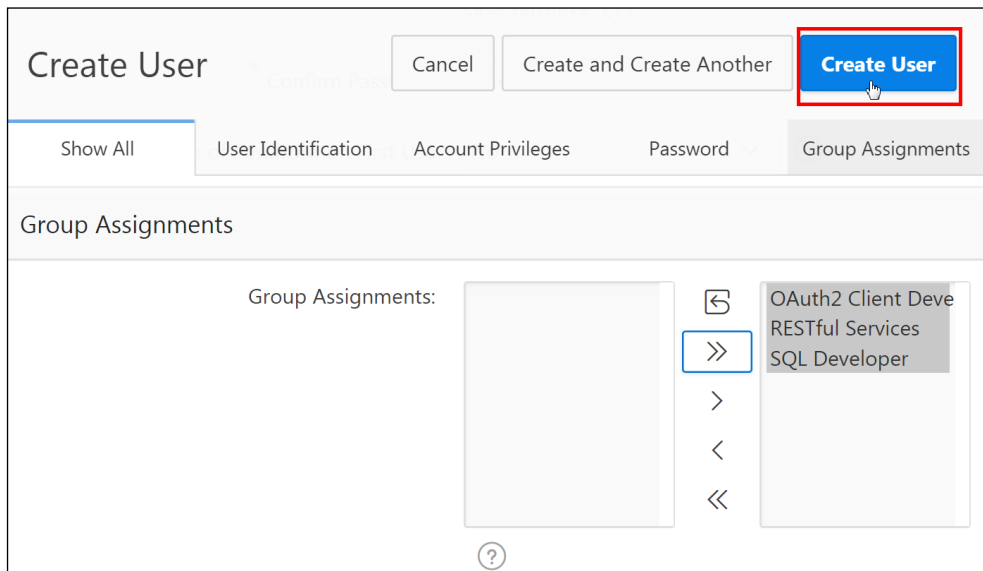 Create User
Cancel
Create and Create Another
Create User
Show All
User Identification
Account Privileges
Password
Group Assignments
Group Assignments
Group Assignments:
OAuth2 Client Deve
RESTful Services
SQL Developer
?